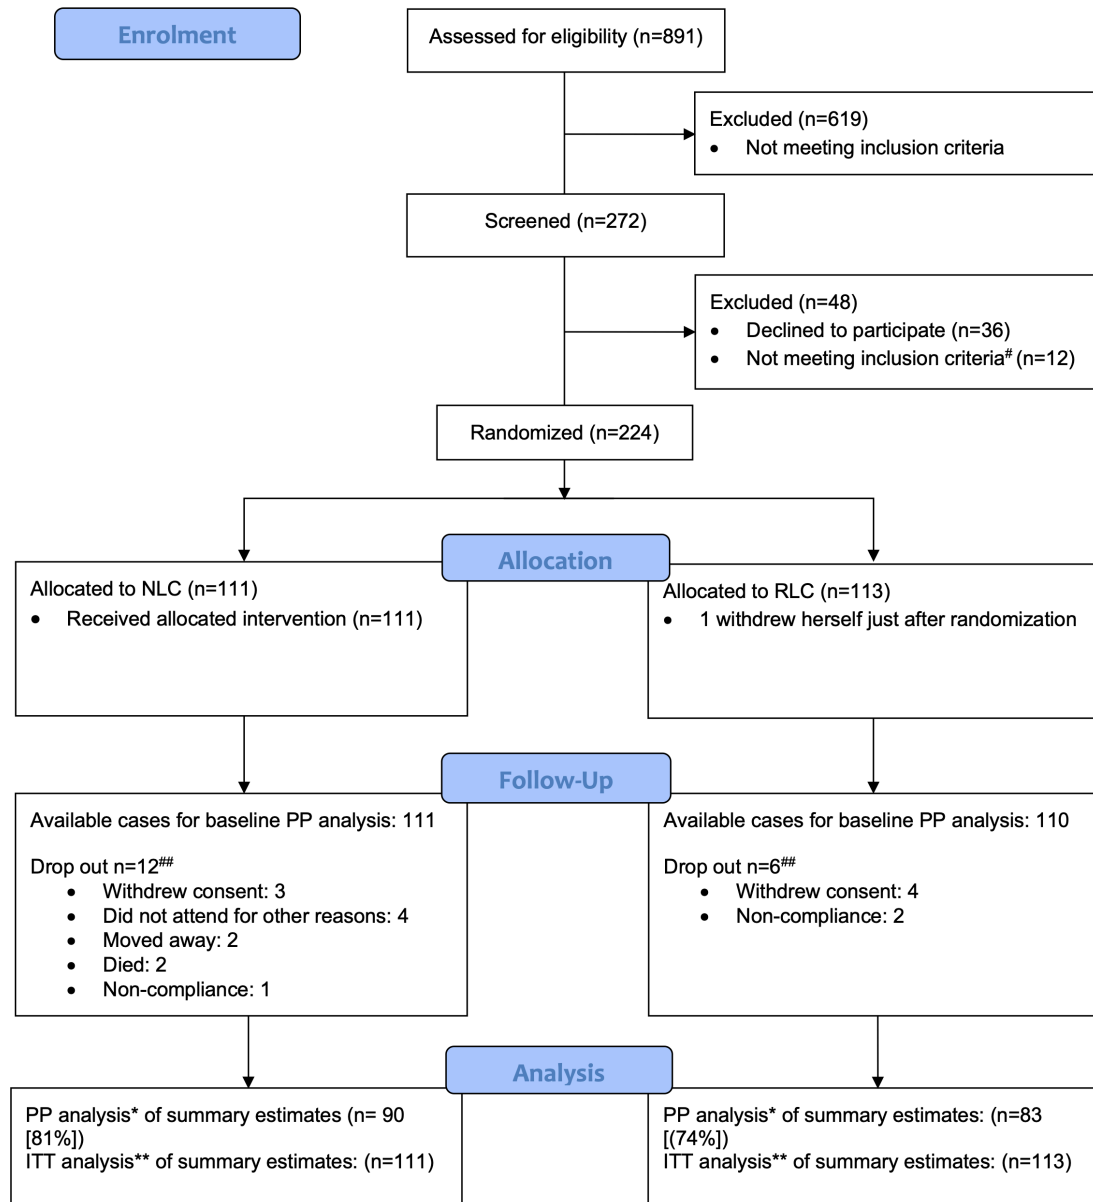 Enrolment
Assessed for eligibility (n=891)
Excluded (n=619)
• Not meeting inclusion criteria
Screened (n=272)
Excluded (n=48)
• Declined to participate (n=36)
• Not meeting inclusion criteria# (n=12)
Randomized (n=224)
Allocation
Allocated to NLC (n=111)
• Received allocated intervention (n=111)
Allocated to RLC (n=113)
• 1 withdrew herself just after randomization
Follow-Up
Available cases for baseline PP analysis: 111
Drop out n=12##
• Withdrew consent: 3
• Did not attend for other reasons: 4
• Moved away: 2
• Died: 2
• Non-compliance: 1
Available cases for baseline PP analysis: 110
Drop out n=6##
• Withdrew consent: 4
• Non-compliance: 2
Analysis
PP analysis* of summary estimates (n= 90
[81%])
ITT analysis** of summary estimates: (n=111)
PP analysis* of summary estimates: (n=83
[(74%])
ITT analysis** of summary estimates: (n=113)